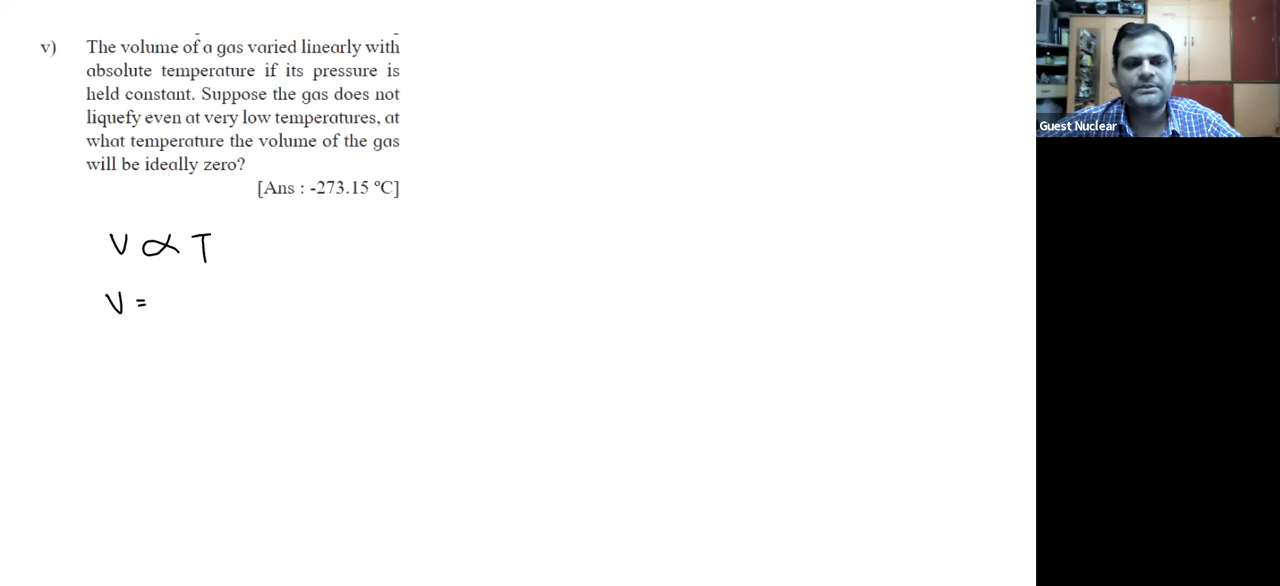 v) The volume of a gas varied linearly with
absolute temperature if its pressure is
held constant. Suppose the gas does not
liquefy even at very low temperatures, at
what temperature the volume of the gas
will be ideally zero?
[Ans : -273.15 ºC]
V ∝ T
V =
Guest Nuclear